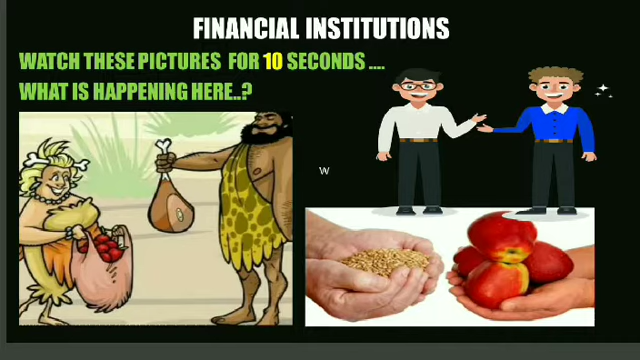 FINANCIAL INSTITUTIONS
WATCH THESE PICTURES FOR 10 SECONDS ....
WHAT IS HAPPENING HERE..?
W